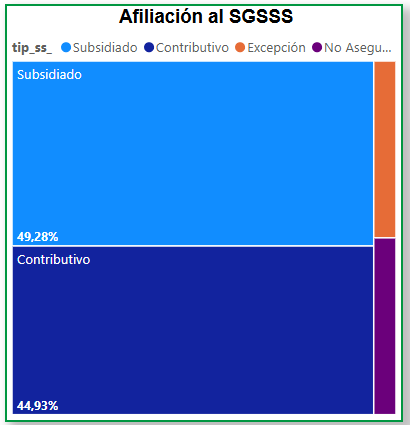 Afiliación al SGSSS
tip_ss_ Subsidiado Contributivo Excepción No Asegu...
Subsidiado
49,28%
Contributivo
44,93%